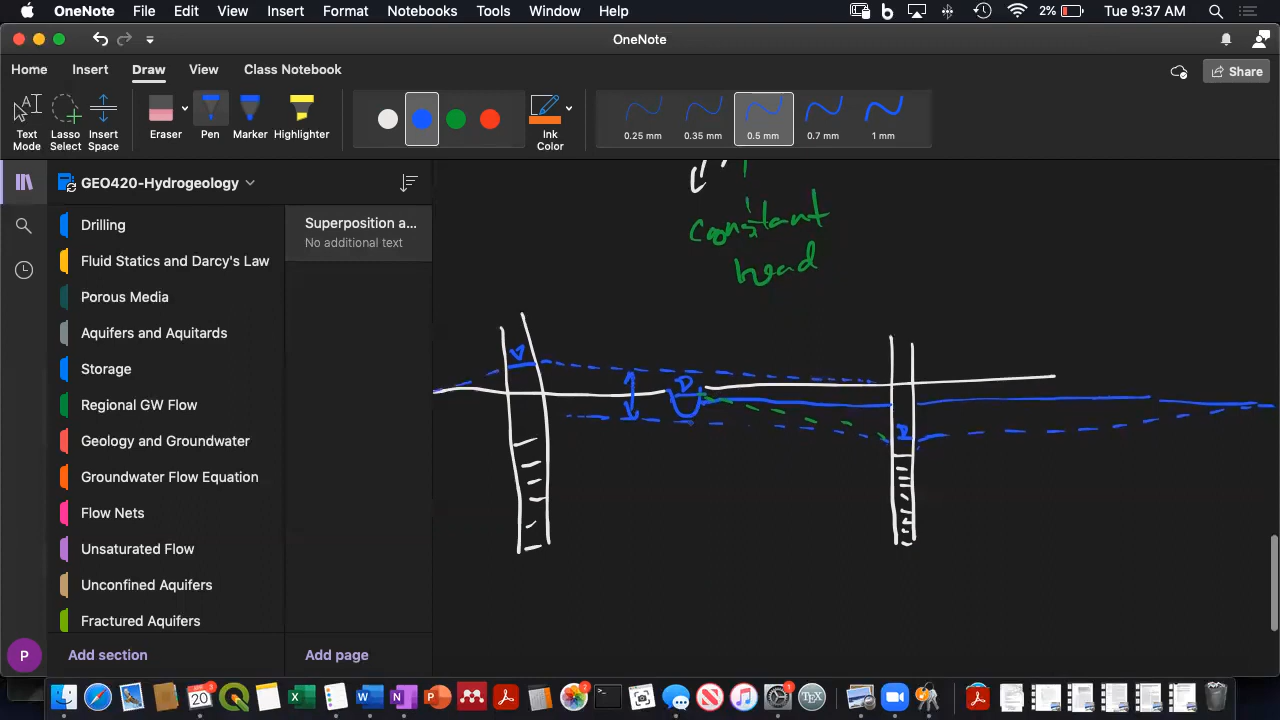 OneNote File Edit View Insert Format Notebooks Tools Window Help 2% Tue 9:37 AM
OneNote
Home Insert Draw View Class Notebook Share
Text Mode Lasso Select Insert Space Eraser Pen Marker Highlighter Ink Color 0.25 mm 0.35 mm 0.5 mm 0.7 mm 1 mm
GEO420-Hydrogeology
Drilling
Fluid Statics and Darcy's Law
Porous Media
Aquifers and Aquitards
Storage
Regional GW Flow
Geology and Groundwater
Groundwater Flow Equation
Flow Nets
Unsaturated Flow
Unconfined Aquifers
Fractured Aquifers
Add section
Superposition a...
No additional text
Add page
constant
head
P
20
TEX